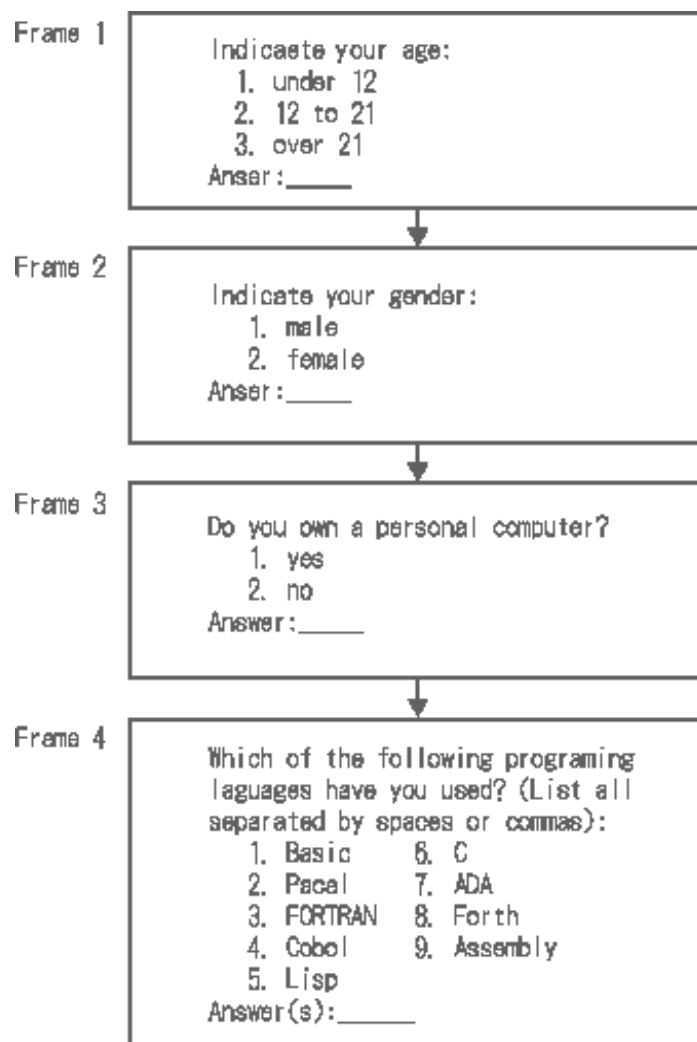 Frame 1
Indicaete your age:
1. under 12
2. 12 to 21
3. over 21
Anser:_____
Frame 2
Indicate your gender:
1. male
2. female
Anser:_____
Frame 3
Do you own a personal computer?
1. yes
2. no
Answer:_____
Frame 4
Which of the following programing
laguages have you used? (List all
separated by spaces or commas):
1. Basic 6. C
2. Pacal 7. ADA
3. FORTRAN 8. Forth
4. Cobol 9. Assembly
5. Lisp
Answer(s):______